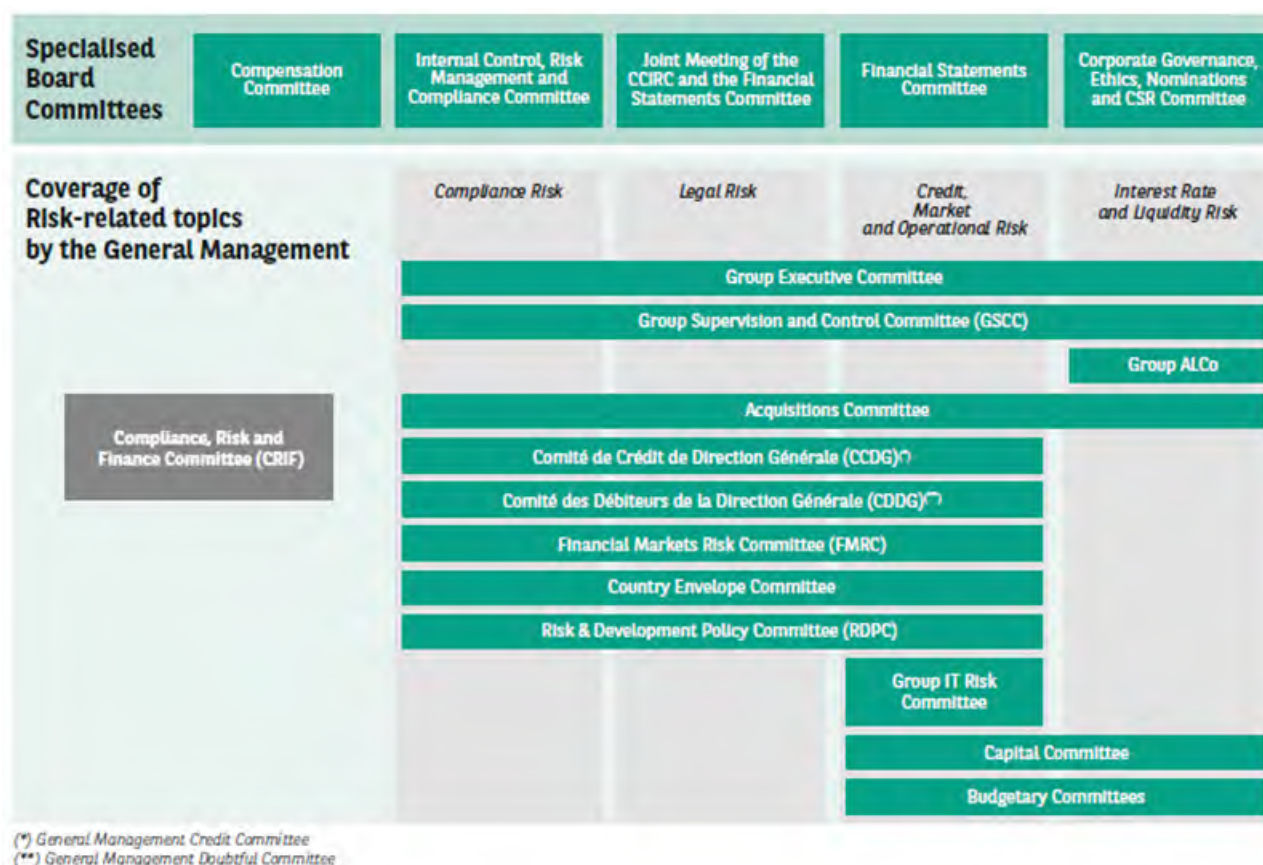 Specialised
Board
Committees
Compensation
Committee
Internal Control, Risk
Management and
Compliance Committee
Joint Meeting of the
CCIRC and the Financial
Statements Committee
Financial Statements
Committee
Corporate Governance,
Ethics, Nominations
and CSR Committee
Coverage of
Risk-related topics
by the General Management
Compliance Risk
Legal Risk
Credit,
Market
and Operational Risk
Interest Rate
and Liquidity Risk
Group Executive Committee
Group Supervision and Control Committee (GSCC)
Group ALCo
Compliance, Risk and
Finance Committee (CRIF)
Acquisitions Committee
Comité de Crédit de Direction Générale (CCDG)(*)
Comité des Débiteurs de la Direction Générale (CDDG)(**)
Financial Markets Risk Committee (FMRC)
Country Envelope Committee
Risk & Development Policy Committee (RDPC)
Group IT Risk
Committee
Capital Committee
Budgetary Committees
(*) General Management Credit Committee
(**) General Management Doubtful Committee